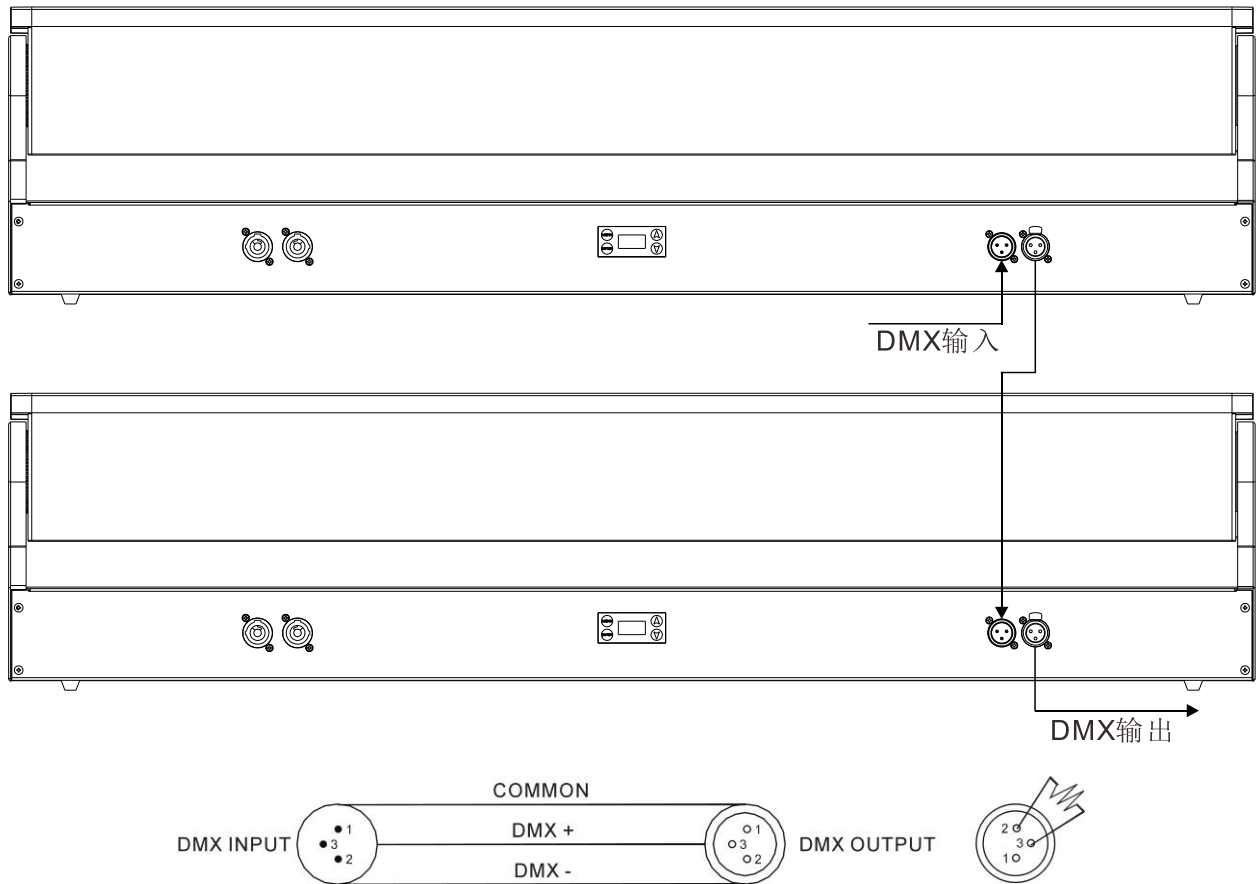 DMX输入
DMX输出
COMMON
DMX INPUT
1
3
2
DMX +
DMX -
1
3
2
DMX OUTPUT
2
3
1